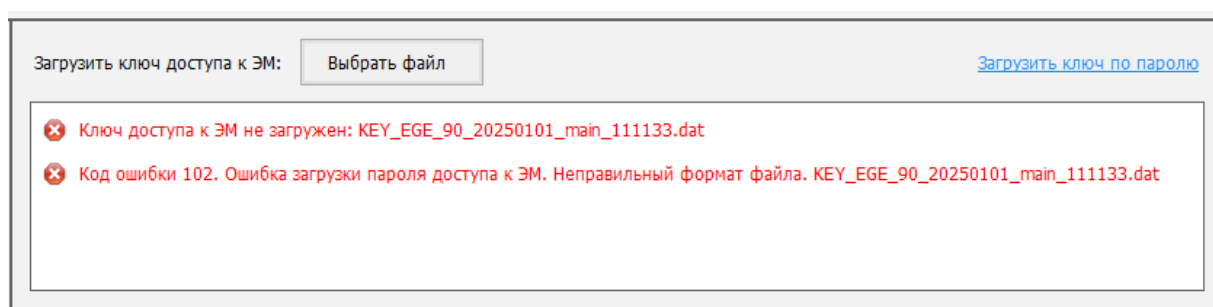 Загрузить ключ доступа к ЭМ: Выбрать файл Загрузить ключ по паролю
Ключ доступа к ЭМ не загружен: KEY_EGE_90_20250101_main_111133.dat
Код ошибки 102. Ошибка загрузки пароля доступа к ЭМ. Неправильный формат файла. KEY_EGE_90_20250101_main_111133.dat